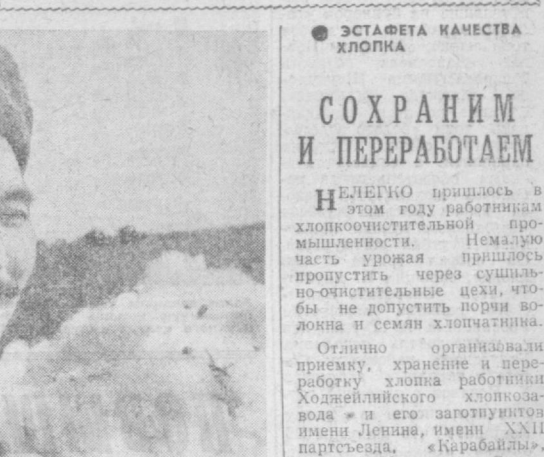 ЭСТАФЕТА КАЧЕСТВА
ХЛОПКА
СОХРАНИМ
И ПЕРЕРАБОТАЕМ
НЕЛЕГКО пришлось в
этом году работникам
хлопкоочистительной про-
мышленности. Немалую
часть урожая пришлось
пропустить через сушиль-
но-очистительные цехи, что-
бы не допустить порчи во-
локна и семян хлопчатника.
Отлично организовали
приемку, хранение и пере-
работку хлопка работники
Ходжейлийского хлопкоза-
вода и его заготпунктов
имени Ленина, имени XXII
партсъезда, «Карабайлы»,